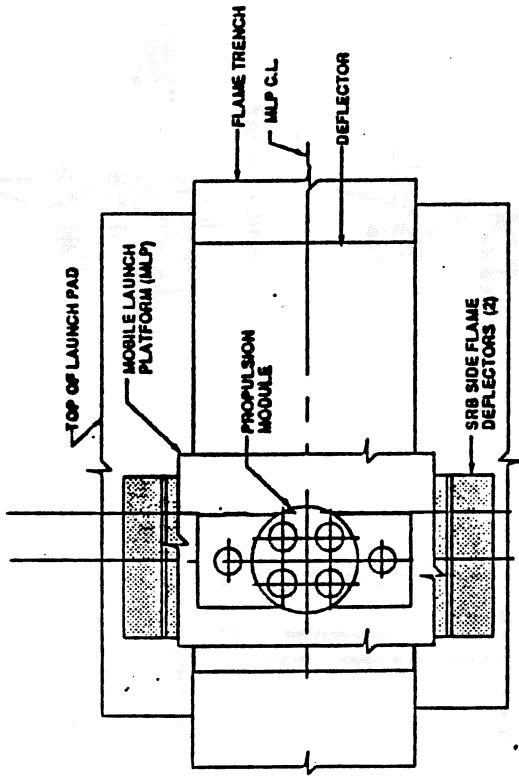 TOP OF LAUNCH PAD
MOBILE LAUNCH
PLATFORM (MLP)
PROPULSION
MODULE
FLAME TRENCH
MLP C.L.
DEFLECTOR
SRB SIDE FLAME
DEFLECTORS (2)